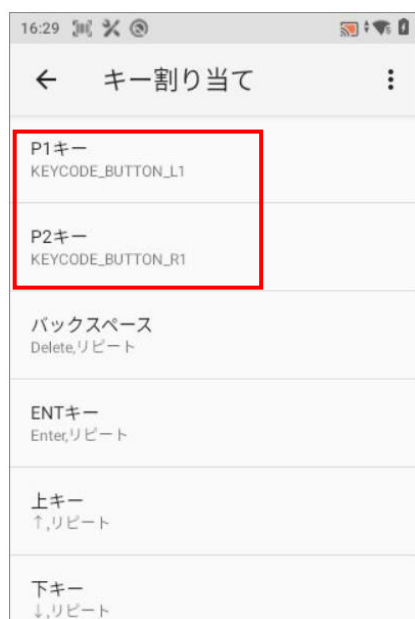 16:29
キー割り当て
P1キー
KEYCODE_BUTTON_L1
P2キー
KEYCODE_BUTTON_R1
バックスペース
Delete,リピート
ENTキー
Enter,リピート
上キー
↑,リピート
下キー
↓,リピート